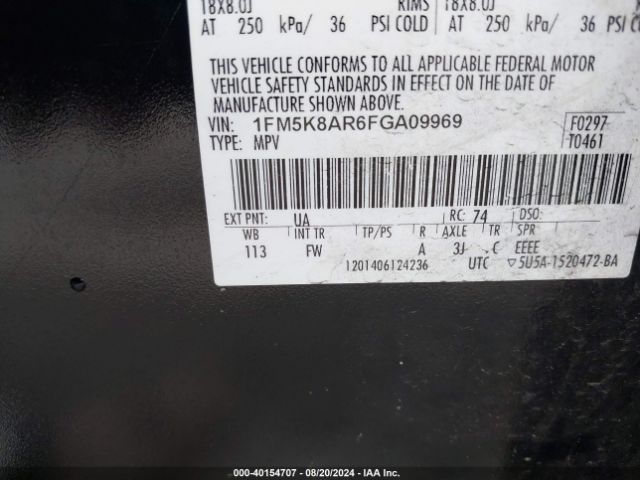 18X8.0J RIMS 18X8.0J
AT 250 kPa/ 36 PSI COLD AT 250 kPa/ 36 PSI CO
THIS VEHICLE CONFORMS TO ALL APPLICABLE FEDERAL MOTOR
VEHICLE SAFETY STANDARDS IN EFFECT ON THE DATE OF
MANUFACTURE SHOWN ABOVE.
VIN: 1FM5K8AR6FGA09969 F0297
TYPE: MPV T0461
EXT PNT: UA RC: 74 DSO:
WB INT TR TP/PS R AXLE TR SPR
113 FW A 3J C EEEE
1201406124236 UTC ▽5U5A-1520472-BA
000-40154707 - 08/20/2024 - IAA Inc.